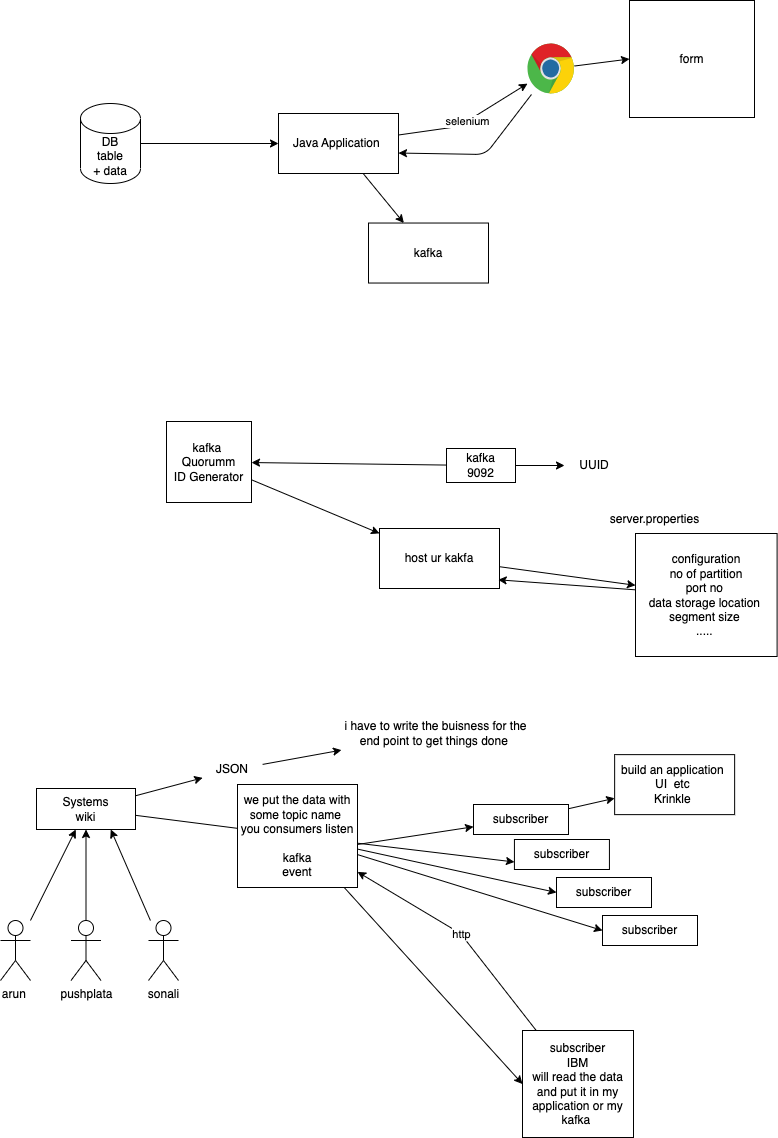 form
selenium
DB
table
+ data
Java Application
kafka
kafka
Quorumm
ID Generator
kafka
9092
UUID
server.properties
host ur kakfa
configuration
no of partition
port no
data storage location
segment size
.....
i have to write the buisness for the
end point to get things done
JSON
Systems
wiki
we put the data with
some topic name
you consumers listen
kafka
event
build an application
UI etc
Krinkle
subscriber
subscriber
subscriber
subscriber
http
arun
pushplata
sonali
subscriber
IBM
will read the data
and put it in my
application or my
kafka